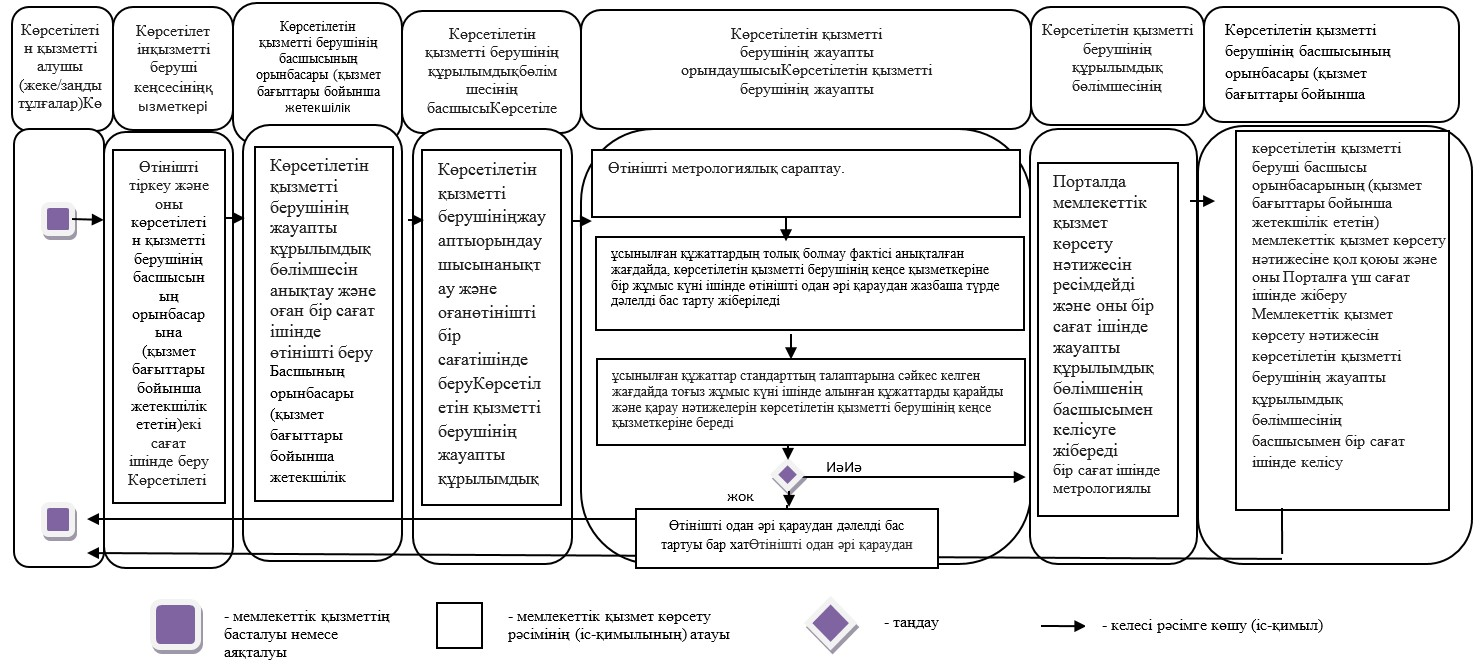 Көрсетілеті
н қызметті
алушы
(жеке/заңды
тұлғалар)Кө
Көрсетілет
інқызметті
беруші
кеңсесініңқ
ызметкері
Көрсетілетін
қызметті берушінің
басшысының
орынбасары (қызмет
бағыттары бойынша
жетекшілік
Көрсетілетін
қызметті берушінің
құрылымдықбөлім
шесінің
басшысыКөрсетіле
Көрсетілетін қызметті
берушінің жауапты
орындаушысыКөрсетілетін қызметті
берушінің жауапты
Көрсетілетін қызметті
берушінің
құрылымдық
бөлімшесінің
Көрсетілетін қызметті
берушінің басшысының
орынбасары (қызмет
бағыттары бойынша
Өтінішті
тіркеу және
оны
көрсетілеті
н қызметті
берушінің
басшысын
ың
орынбасар
ына
(қызмет
бағыттары
бойынша
жетекшілік
ететін)екі
сағат
ішінде беру
Көрсетілеті
Көрсетілетін
қызметті
берушінің
жауапты
құрылымдық
бөлімшесін
анықтау және
оған бір сағат
ішінде
өтінішті беру
Басшының
орынбасары
(қызмет
бағыттары
бойынша
жетекшілік
Көрсетілетін
қызметті
берушініңжау
аптыорындау
шысынанықт
ау және
оғанөтінішті
бір
сағатішінде
беруКөрсетіл
етін қызметті
берушінің
жауапты
құрылымдық
Өтінішті метрологиялық сараптау.
ұсынылған құжаттардың толық болмау фактісі анықталған
жағдайда, көрсетілетін қызметті берушінің кеңсе қызметкеріне
бір жұмыс күні ішінде өтінішті одан әрі қараудан жазбаша түрде
дәлелді бас тарту жіберіледі
ұсынылған құжаттар стандарттың талаптарына сәйкес келген
жағдайда тоғыз жұмыс күні ішінде алынған құжаттарды қарайды
және қарау нәтижелерін көрсетілетін қызметті берушінің кеңсе
қызметкеріне береді
ИәИә
жок
Өтінішті одан әрі қараудан дәлелді бас
тартуы бар хатӨтінішті одан әрі қараудан
Порталда
мемлекеттік
қызмет
көрсету
нәтижесін
ресімдейді
және оны бір
сағат ішінде
жауапты
құрылымдық
бөлімшенің
басшысымен
келісуге
жібереді
бір сағат ішінде
метрологиялы
көрсетілетін қызметті
беруші басшысы
орынбасарының (қызмет
бағыттары бойынша
жетекшілік ететін)
мемлекеттік қызмет көрсету
нәтижесіне қол қоюы және
оны Порталға үш сағат
ішінде жіберу
Мемлекеттік қызмет
көрсету нәтижесін
көрсетілетін қызметті
берушінің жауапты
құрылымдық
бөлімшесінің
басшысымен бір сағат
ішінде келісу
- мемлекеттік қызметтің
басталуы немесе
аяқталуы
- мемлекеттік қызмет көрсету
рәсімінің (іс-қимылының) атауы
- таңдау
- келесі рәсімге көшу (іс-қимыл)